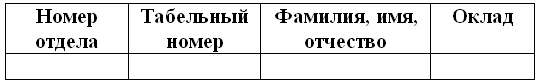 Номер Табельный Фамилия, имя, Оклад
отдела номер отчество